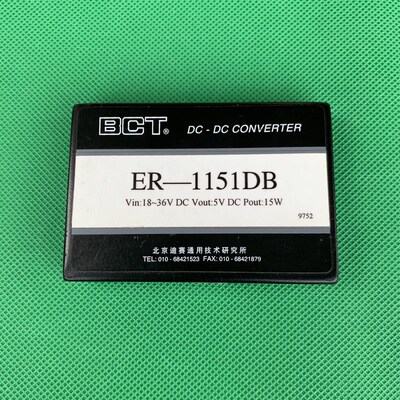 BCT® DC - DC CONVERTER
ER—1151DB
Vin:18~36V DC Vout:5V DC Pout:15W
9752
北京迪赛通用技术研究所
TEL: 010 - 68421523 FAX: 010 - 68421879